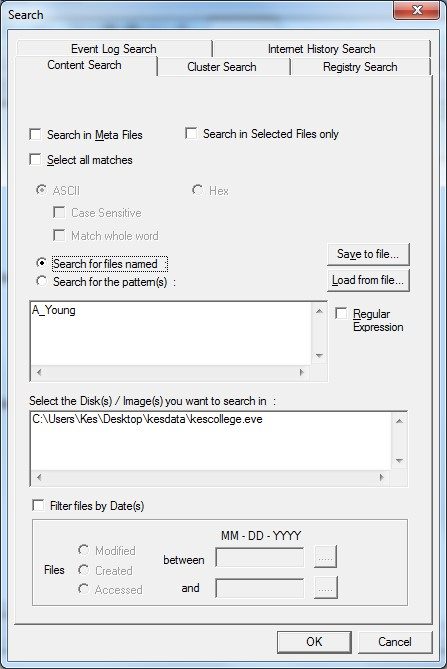 Search
Event Log Search Internet History Search
Content Search Cluster Search Registry Search
Search in Meta Files Search in Selected Files only
Select all matches
ASCII Hex
Case Sensitive
Match whole word
Search for files named
Search for the pattern(s) :
Save to file...
Load from file...
A_Young
Regular
Expression
Select the Disk(s) / Image(s) you want to search in :
C:\Users\Kes\Desktop\kesdata\kescollege.eve
Filter files by Date(s)
MM - DD - YYYY
Files
Modified
Created
Accessed
between .....
and .....
OK Cancel